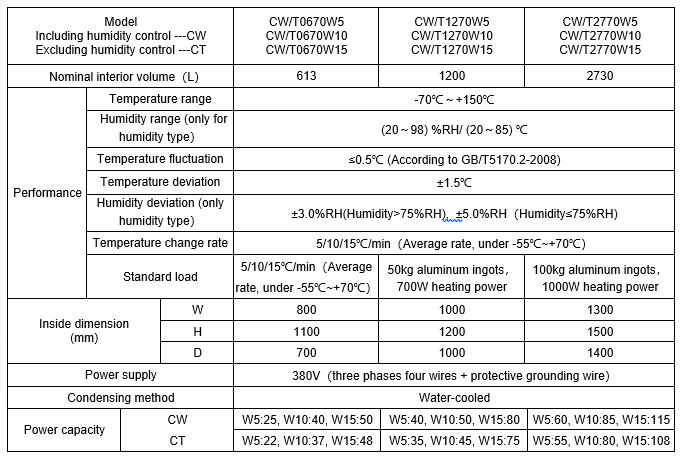 Model
Including humidity control ---CW
Excluding humidity control ---CT
CW/T0670W5
CW/T0670W10
CW/T0670W15
CW/T1270W5
CW/T1270W10
CW/T1270W15
CW/T2770W5
CW/T2770W10
CW/T2770W15
Nominal interior volume（L） 613 1200 2730
Performance
Temperature range -70℃～+150℃
Humidity range (only for
humidity type)
(20～98) %RH/ (20～85) ℃
Temperature fluctuation ≤0.5℃ (According to GB/T5170.2-2008)
Temperature deviation ±1.5℃
Humidity deviation (only
humidity type)
±3.0%RH(Humidity>75%RH)，±5.0%RH（Humidity≤75%RH)
Temperature change rate 5/10/15℃/min（Average rate, under -55℃~+70℃）
Standard load
5/10/15℃/min（Average
rate, under -55℃~+70℃）
50kg aluminum ingots，
700W heating power
100kg aluminum ingots，
1000W heating power
Inside dimension
(mm)
W 800 1000 1300
H 1100 1200 1500
D 700 1000 1400
Power supply 380V（three phases four wires + protective grounding wire）
Condensing method Water-cooled
Power capacity
CW W5:25, W10:40, W15:50 W5:40, W10:50, W15:80 W5:60, W10:85, W15:115
CT W5:22, W10:37, W15:48 W5:35, W10:45, W15:75 W5:55, W10:80, W15:108